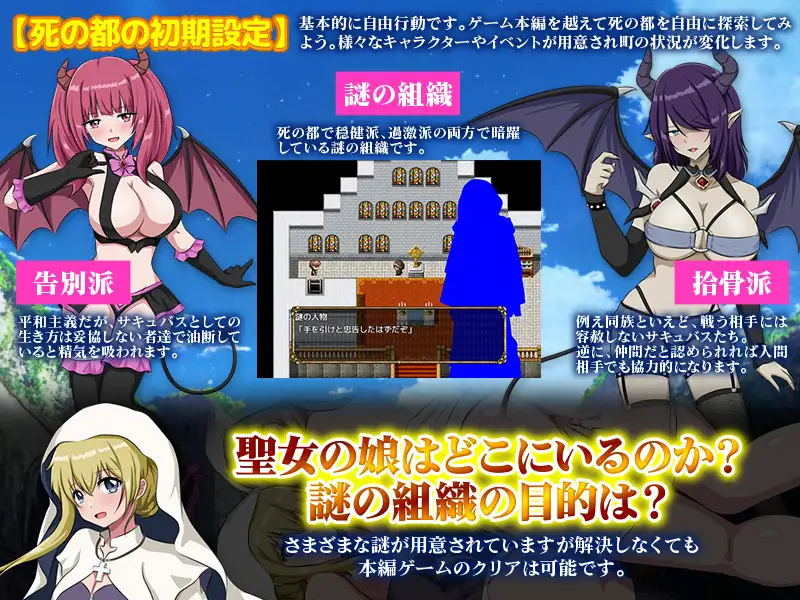 【死の都の初期設定】
基本的に自由行動です。ゲーム本編を越えて死の都を自由に探索してみ
よう。様々なキャラクターやイベントが用意され町の状況が変化します。
謎の組織
死の都で穏健派、過激派の両方で暗躍
している謎の組織です。
謎の人物
「手を引けと忠告したはずだぞ」
告別派
平和主義だが、サキュバスとしての
生き方は妥協しない者達で油断して
いると精気を吸われます。
拾骨派
例え同族といえど、戦う相手には
容赦しないサキュバスたち。
逆に、仲間だと認められれば人間
相手でも協力的になります。
聖女の娘はどこにいるのか?
謎の組織の目的は?
さまざまな謎が用意されていますが解決しなくても
本編ゲームのクリアは可能です。